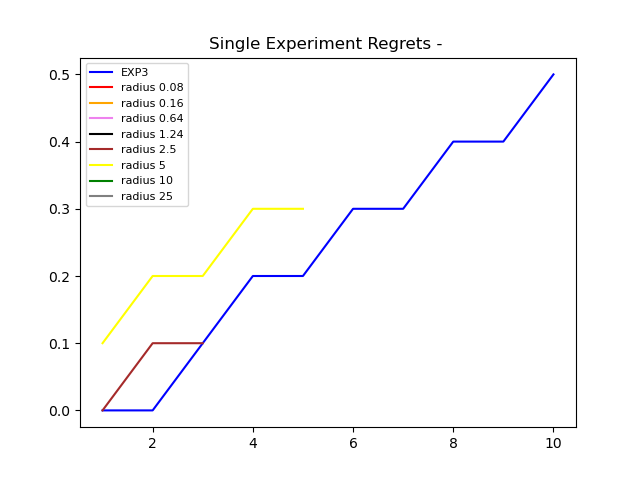 Single Experiment Regrets -
EXP3
radius 0.08
radius 0.16
radius 0.64
radius 1.24
radius 2.5
radius 5
radius 10
radius 25
0.5
0.4
0.3
0.2
0.1
0.0
2 4 6 8 10